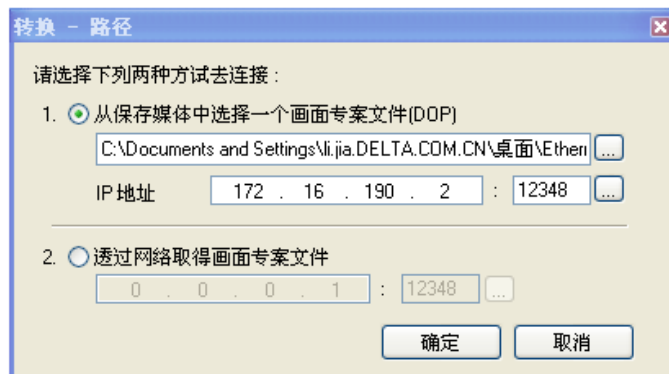 转换 - 路径
请选择下列两种方试去连接：
1. 从保存媒体中选择一个画面专案文件(DOP)
C:\Documents and Settings\li.jia.DELTA.COM.CN\桌面\Ethern ...
IP地址 172 . 16 . 190 . 2 : 12348 ...
2. 透过网络取得画面专案文件
0 . 0 . 0 . 1 : 12348 ...
确定 取消